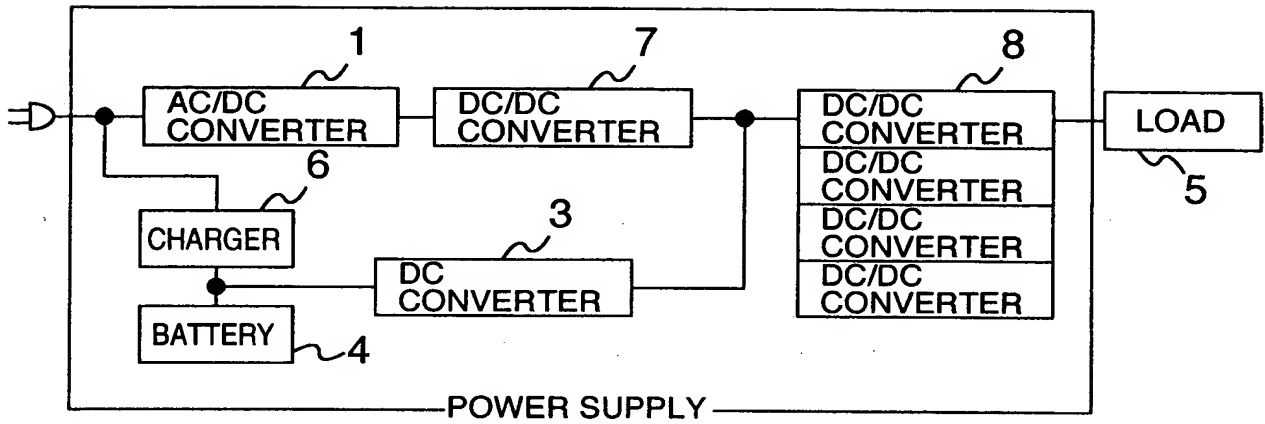 1
7
8
AC/DC
CONVERTER
DC/DC
CONVERTER
DC/DC
CONVERTER
DC/DC
CONVERTER
DC/DC
CONVERTER
DC/DC
CONVERTER
LOAD
5
6
CHARGER
3
DC
CONVERTER
BATTERY
4
POWER SUPPLY